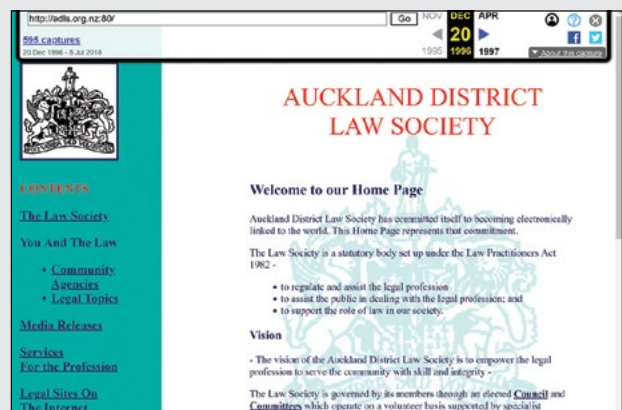 http://adls.org.nz:80/
Go
NOV DEC APR
595 captures
20
20 Dec 1996 - 5 Jul 2018
1995 1996 1997
About this capture
AUCKLAND DISTRICT
LAW SOCIETY
CONTENTS
The Law Society
You And The Law
• Community
Agencies
• Legal Topics
Media Releases
Services
For the Profession
Legal Sites On
The Internet
Welcome to our Home Page
Auckland District Law Society has committed itself to becoming electronically
linked to the world. This Home Page represents that commitment.
The Law Society is a statutory body set up under the Law Practitioners Act
1982 -
• to regulate and assist the legal profession
• to assist the public in dealing with the legal profession; and
• to support the role of law in our society.
Vision
- The vision of the Auckland District Law Society is to empower the legal
profession to serve the community with skill and integrity -
The Law Society is governed by its members through an elected Council and
Committees which operate on a volunteer basis supported by specialist